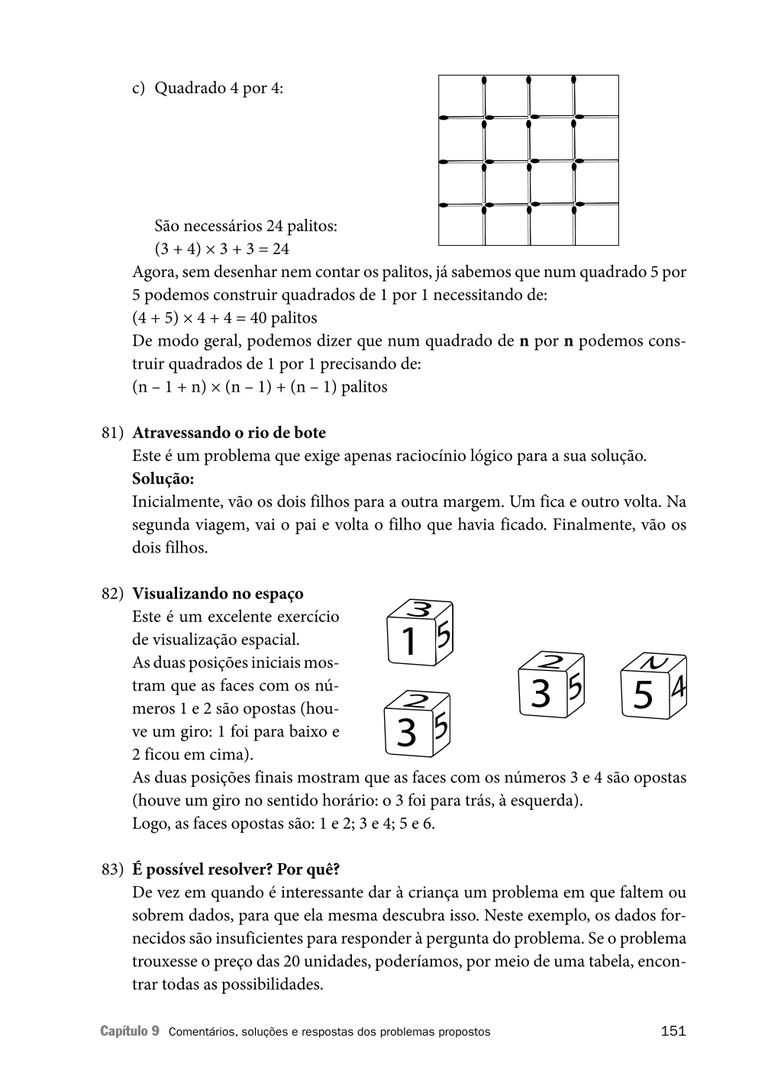 c) Quadrado 4 por 4:
São necessários 24 palitos:
(3 + 4) × 3 + 3 = 24
Agora, sem desenhar nem contar os palitos, já sabemos que num quadrado 5 por
5 podemos construir quadrados de 1 por 1 necessitando de:
(4 + 5) × 4 + 4 = 40 palitos
De modo geral, podemos dizer que num quadrado de n por n podemos cons-
truir quadrados de 1 por 1 precisando de:
(n – 1 + n) × (n – 1) + (n – 1) palitos
81) Atravessando o rio de bote
Este é um problema que exige apenas raciocínio lógico para a sua solução.
Solução:
Inicialmente, vão os dois filhos para a outra margem. Um fica e outro volta. Na
segunda viagem, vai o pai e volta o filho que havia ficado. Finalmente, vão os
dois filhos.
82) Visualizando no espaço
Este é um excelente exercício
de visualização espacial.
As duas posições iniciais mos-
tram que as faces com os nú-
meros 1 e 2 são opostas (hou-
ve um giro: 1 foi para baixo e
2 ficou em cima).
3
1 5
2
3 5
2
3 5
2
5 4
As duas posições finais mostram que as faces com os números 3 e 4 são opostas
(houve um giro no sentido horário: o 3 foi para trás, à esquerda).
Logo, as faces opostas são: 1 e 2; 3 e 4; 5 e 6.
83) É possível resolver? Por quê?
De vez em quando é interessante dar à criança um problema em que faltem ou
sobrem dados, para que ela mesma descubra isso. Neste exemplo, os dados for-
necidos são insuficientes para responder à pergunta do problema. Se o problema
trouxesse o preço das 20 unidades, poderíamos, por meio de uma tabela, encon-
trar todas as possibilidades.
Capítulo 9 Comentários, soluções e respostas dos problemas propostos 151